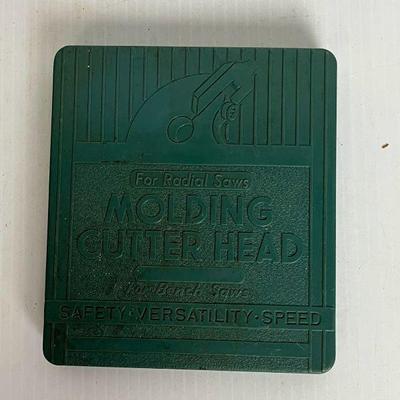 For Radial Saws
MOLDING
CUTTER HEAD
For Bench Saws
SAFETY·VERSATILITY·SPEED